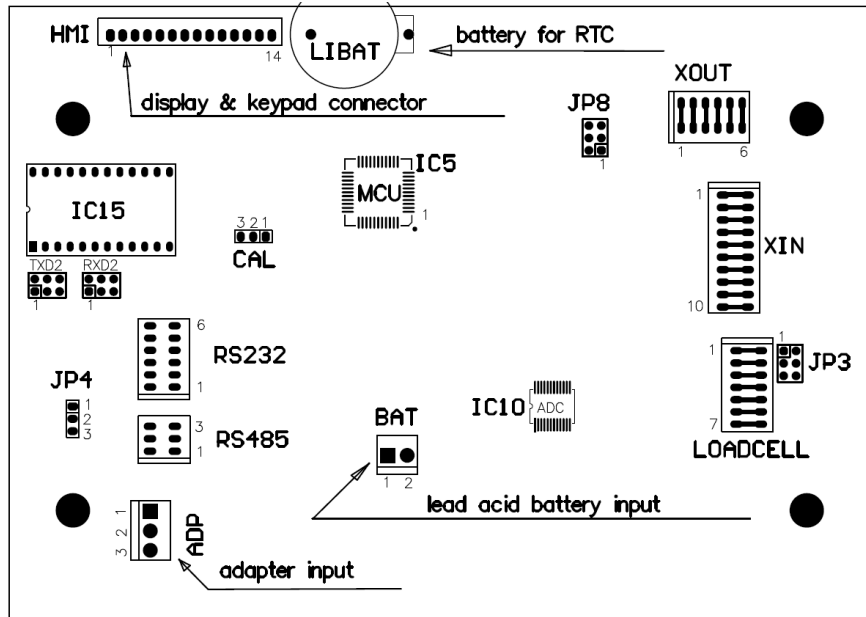 HMI
1
14
LIBAT
battery for RTC
display & keypad connector
XOUT
1
6
JP8
1
IC5
MCU
1
IC15
3 2 1
CAL
TXD2
RXD2
1
1
1
XIN
10
6
RS232
1
JP4
1
2
3
3
RS485
1
BAT
1 2
IC10
ADC
1
7
LOADCELL
1
JP3
lead acid battery input
1
2
3
ADP
adapter input